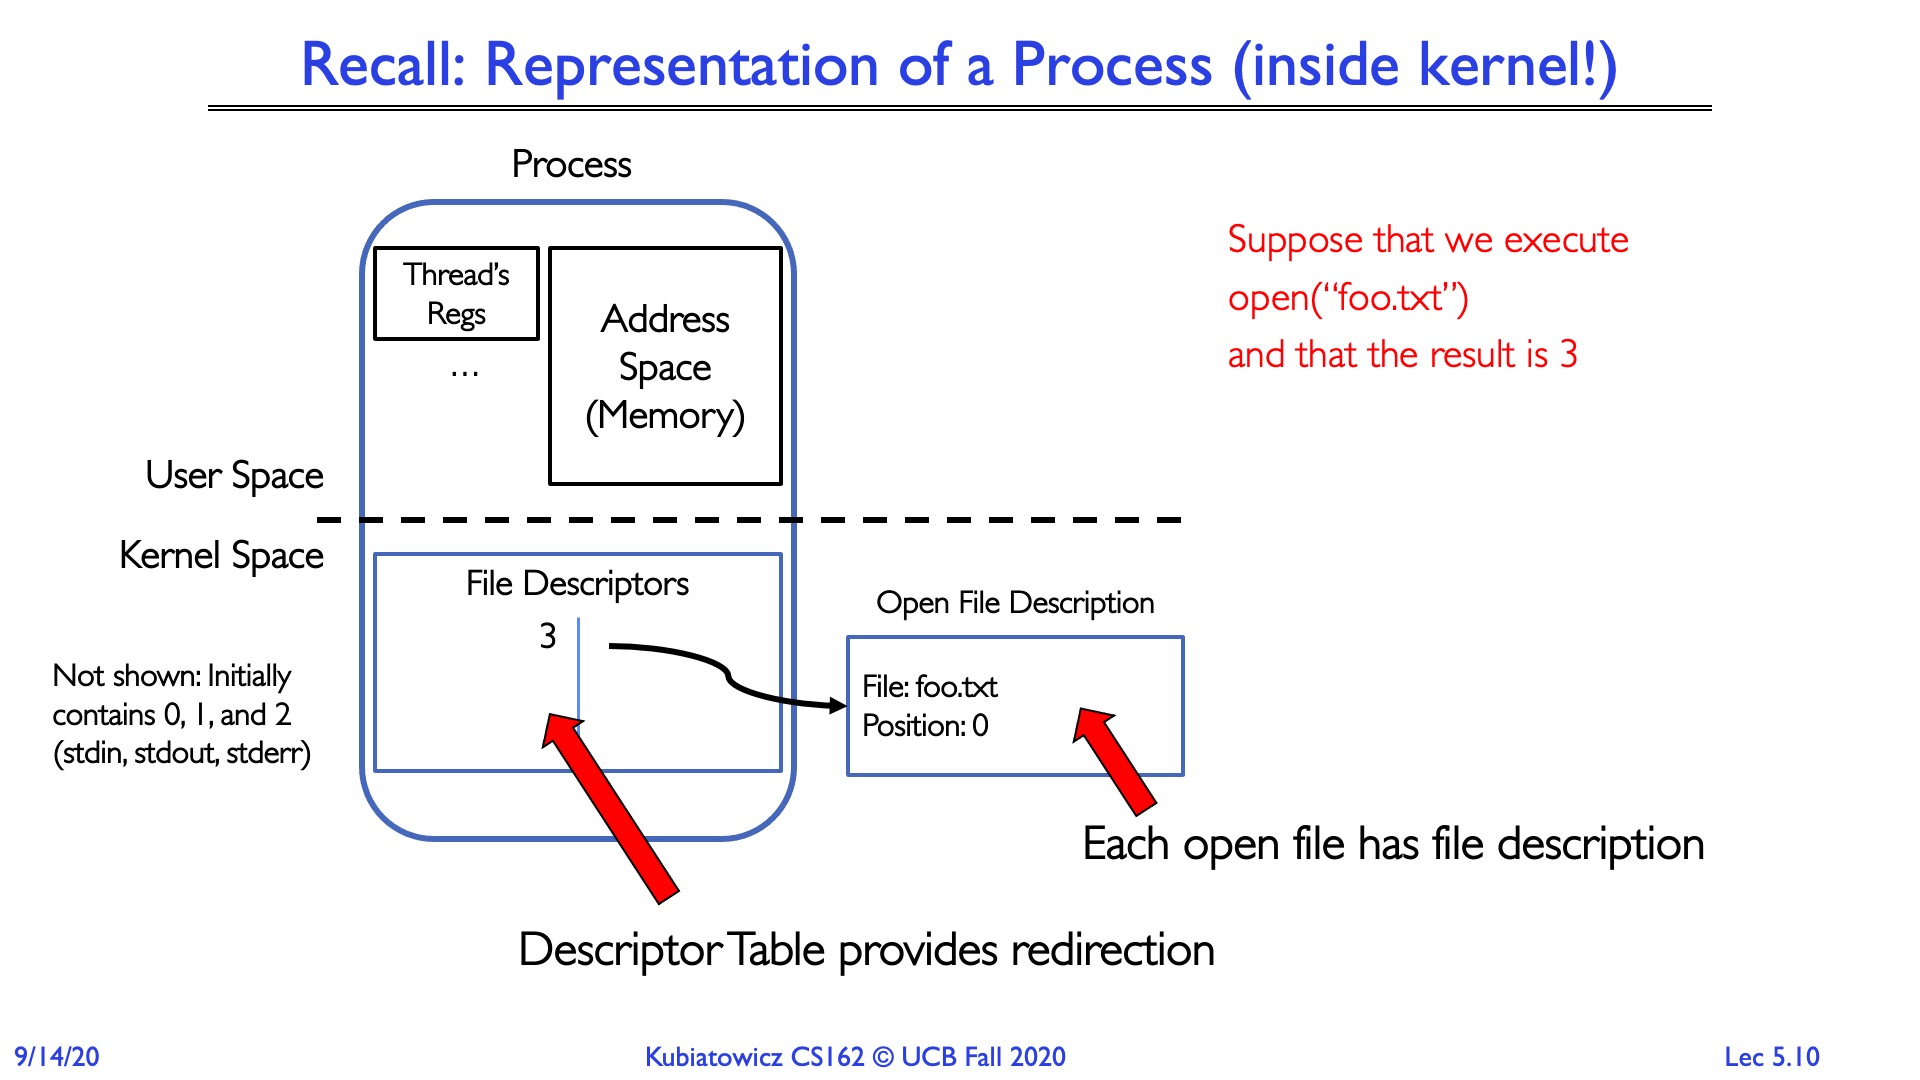 Recall: Representation of a Process (inside kernel!)
Process
Thread’s
Regs
…
Address
Space
(Memory)
Suppose that we execute
open(“foo.txt”)
and that the result is 3
User Space
Kernel Space
File Descriptors
3
Not shown: Initially
contains 0, 1, and 2
(stdin, stdout, stderr)
Open File Description
File: foo.txt
Position: 0
Each open file has file description
Descriptor Table provides redirection
9/14/20
Kubiatowicz CS162 © UCB Fall 2020
Lec 5.10